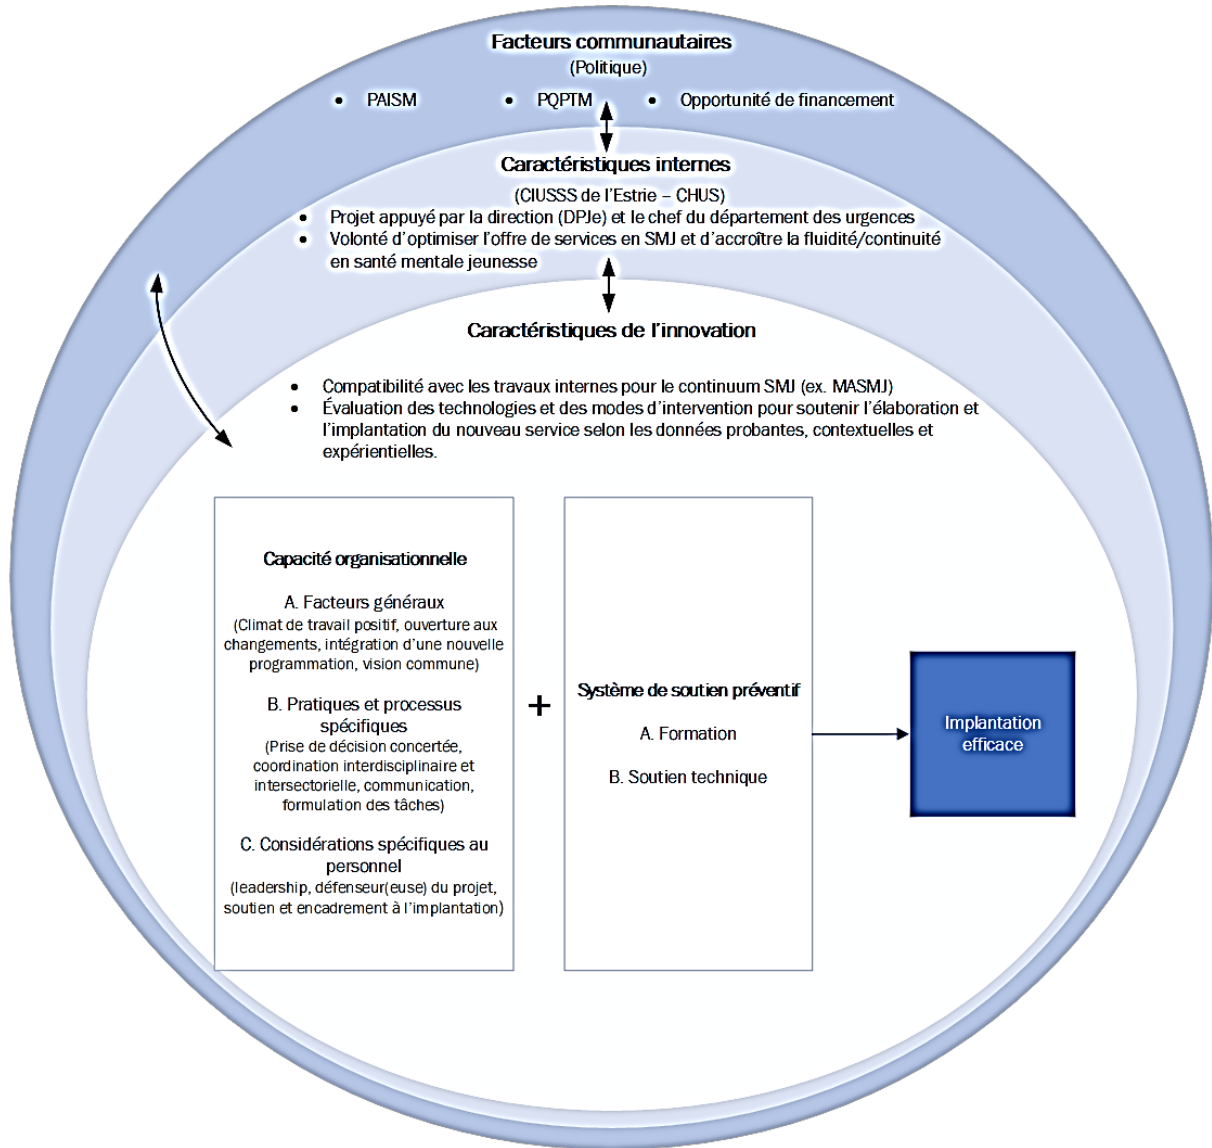 Facteurs communautaires
(Politique)
• PAISM • PQPTM • Opportunité de financement
Caractéristiques internes
(CIUSSS de l'Estrie – CHUS)
• Projet appuyé par la direction (DPJe) et le chef du département des urgences
• Volonté d'optimiser l'offre de services en SMJ et d'accroître la fluidité/continuité
en santé mentale jeunesse
Caractéristiques de l'innovation
• Compatibilité avec les travaux internes pour le continuum SMJ (ex. MASMJ)
• Évaluation des technologies et des modes d'intervention pour soutenir l'élaboration et
l'implantation du nouveau service selon les données probantes, contextuelles et
expérientielles.
Capacité organisationnelle
A. Facteurs généraux
(Climat de travail positif, ouverture aux
changements, intégration d'une nouvelle
programmation, vision commune)
B. Pratiques et processus
spécifiques
(Prise de décision concertée,
coordination interdisciplinaire et
intersectorielle, communication,
formulation des tâches)
C. Considérations spécifiques au
personnel
(leadership, défenseur(euse) du projet,
soutien et encadrement à l'implantation)
+
Système de soutien préventif
A. Formation
B. Soutien technique
Implantation
efficace